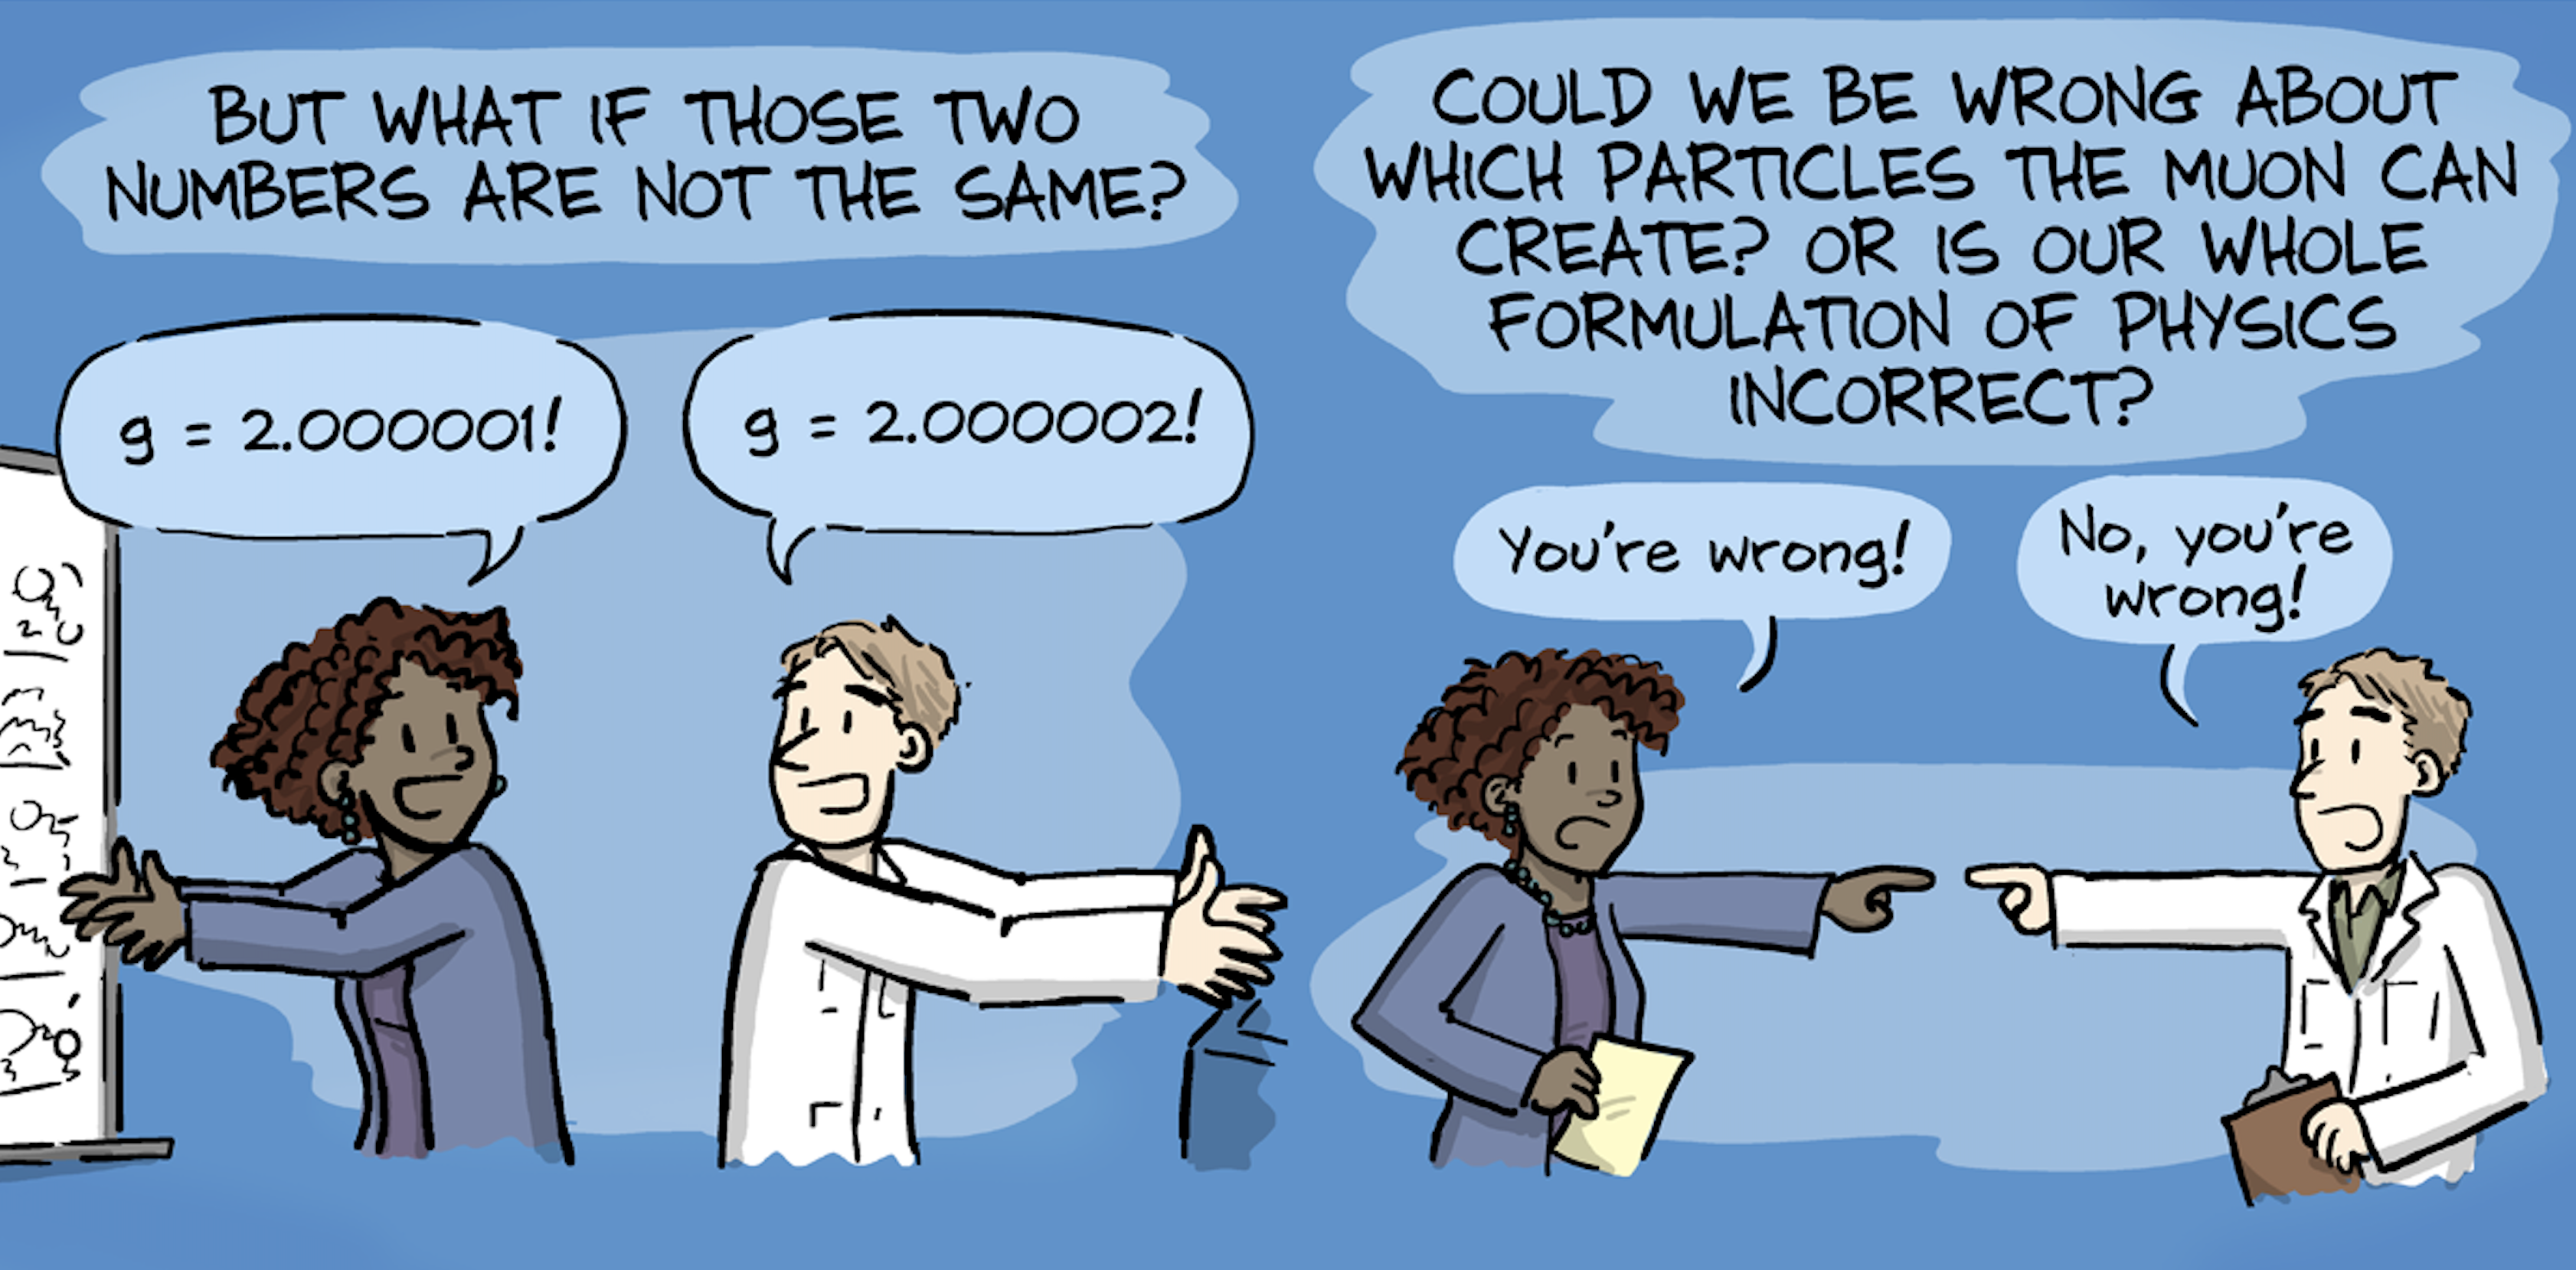 BUT WHAT IF THOSE TWO
NUMBERS ARE NOT THE SAME?
g = 2.000001!
g = 2.000002!
COULD WE BE WRONG ABOUT
WHICH PARTICLES THE MUON CAN
CREATE? OR IS OUR WHOLE
FORMULATION OF PHYSICS
INCORRECT?
You're wrong!
No, you're
wrong!